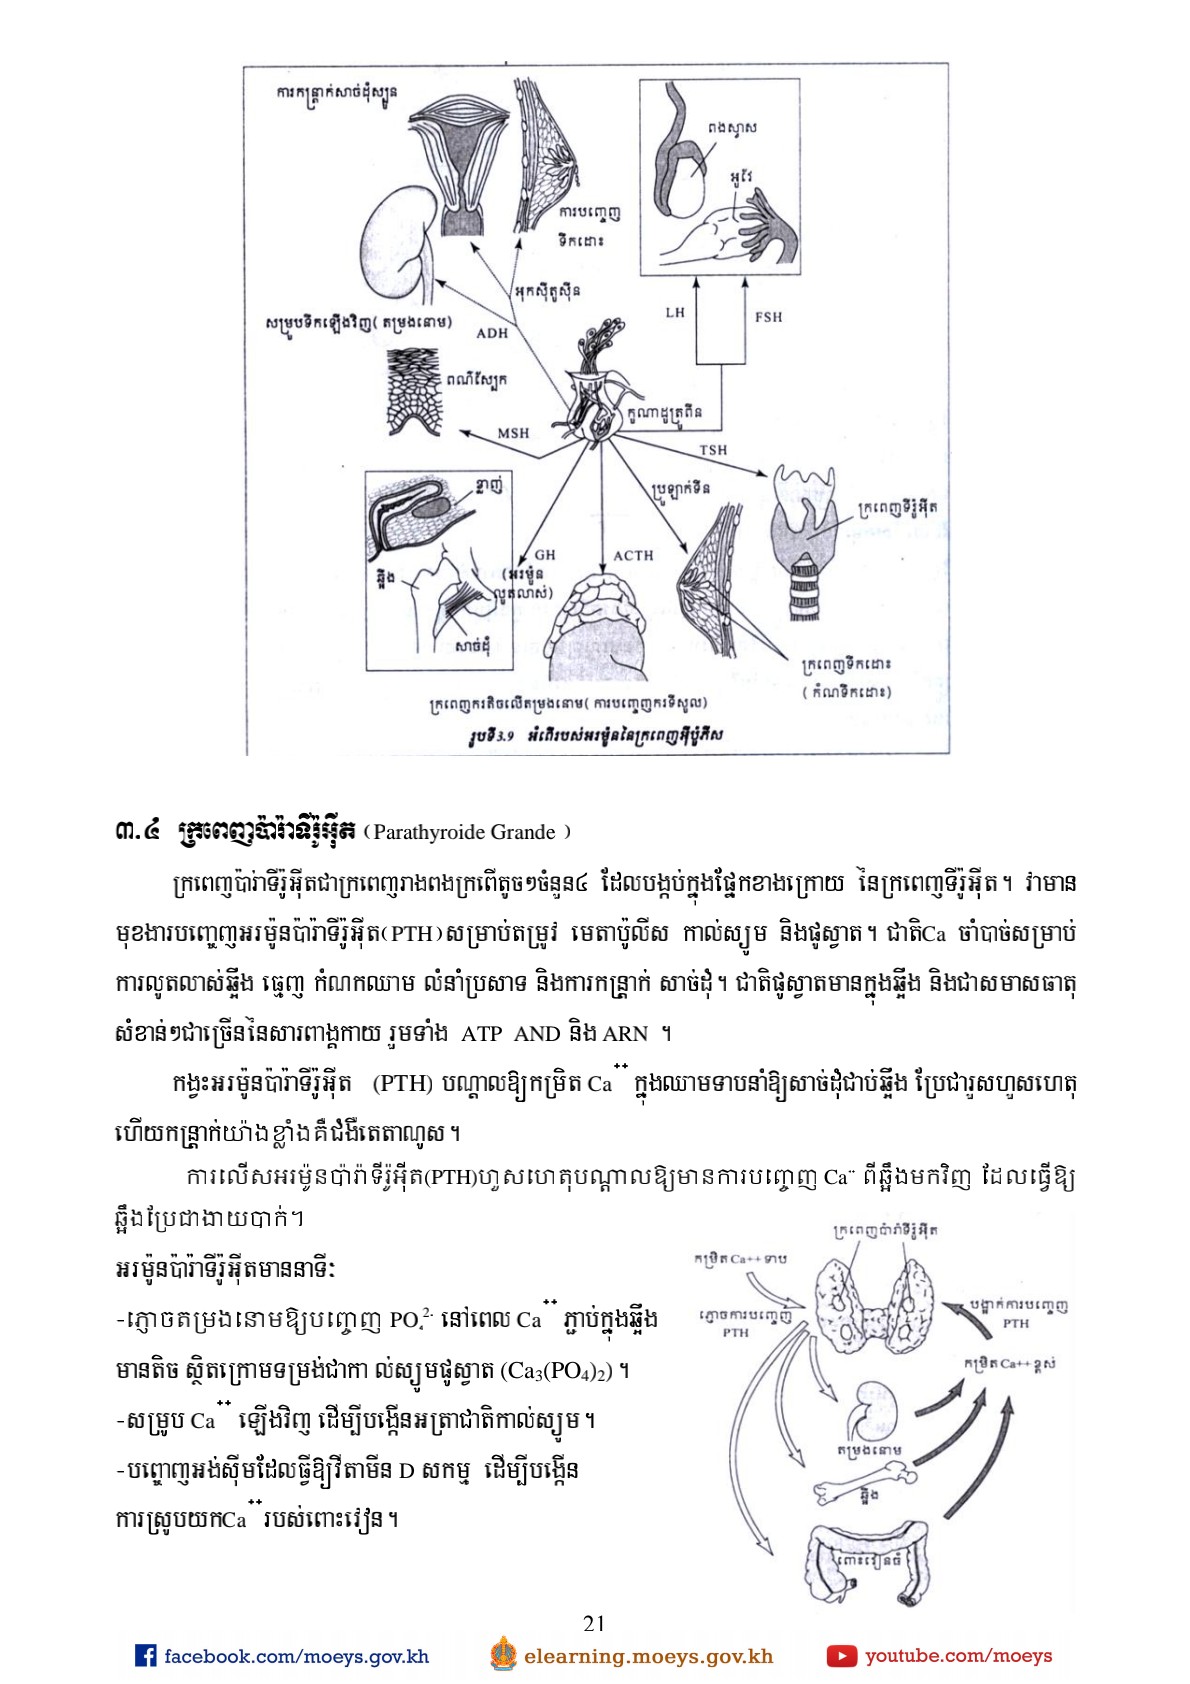 ការកន្ត្រាក់សាច់ដុំស្បូន
ពងស្វាស
អូវែ
ការបញ្ចេញ
ទឹកដោះ
អុកស៊ីតូស៊ីន
LH
FSH
សម្រូបទឹកឡើងវិញ( តម្រងនោម)
ADH
ពណ៌ស្បែក
កូណាដូត្រូពីន
MSH
TSH
ខ្លាញ់
ប្រូឡាក់ទីន
ក្រពេញទីរ៉ូអ៊ីត
GH
ACTH
ឆ្អឹង
(អរម៉ូន
លូតលាស់)
សាច់ដុំ
ក្រពេញទឹកដោះ
( កំណទឹកដោះ)
ក្រពេញករតិចលើតម្រងនោម( ការបញ្ចេញករទីសូល)
រូបទី3.9 អំពើរបស់អរម៉ូននៃក្រពេញអ៊ីប៉ូភីស
៣.៤ ក្រពេញប៉ារ៉ាទីរ៉ូអ៊ីត (Parathyroide Grande )
ក្រពេញប៉ារ៉ាទីរ៉ូអ៊ីតជាក្រពេញរាងពងក្រពើតូចៗចំនួន៤ ដែលបង្កប់ក្នុងផ្នែកខាងក្រោយ នៃក្រពេញទីរ៉ូអ៊ីត។ វាមាន
មុខងារបញ្ចេញអរម៉ូនប៉ារ៉ាទីរ៉ូអ៊ីត(PTH)សម្រាប់តម្រូវ មេតាប៉ូលីស កាល់ស្យូម និងផូស្វាត។ ជាតិCa ចាំបាច់សម្រាប់
ការលូតលាស់ឆ្អឹង ធ្មេញ កំណកឈាម លំនាំប្រសាទ និងការកន្ត្រាក់ សាច់ដុំ។ ជាតិផូស្វាតមានក្នុងឆ្អឹង និងជាសមាសធាតុ
សំខាន់ៗជាច្រើននៃសារពាង្គកាយ រួមទាំង ATP AND និង ARN ។
កង្វះអរម៉ូនប៉ារ៉ាទីរ៉ូអ៊ីត (PTH) បណ្តាលឱ្យកម្រិត Ca⁺⁺ ក្នុងឈាមទាបនាំឱ្យសាច់ដុំជាប់ឆ្អឹង ប្រែជារួសហួសហេតុ
ហើយកន្ត្រាក់យ៉ាងខ្លាំងគឺជំងឺតេតាណូស។
ការលើសអរម៉ូនប៉ារ៉ាទីរ៉ូអ៊ីត(PTH)ហួសហេតុបណ្តាលឱ្យមានការបញ្ចេញ Ca¨ ពីឆ្អឹងមកវិញ ដែលធ្វើឱ្យ
ឆ្អឹងប្រែជាងាយបាក់។
អរម៉ូនប៉ារ៉ាទីរ៉ូអ៊ីតមាននាទីៈ
-ភ្ញោចតម្រងនោមឱ្យបញ្ចេញ PO₄²⁻ នៅពេល Ca⁺⁺ ភ្ជាប់ក្នុងឆ្អឹង
មានតិច ស្ថិតក្រោមទម្រង់ជាកា ល់ស្យូមផូស្វាត (Ca₃(PO₄)₂) ។
-សម្រូប Ca⁺⁺ ឡើងវិញ ដើម្បីបង្កើនអត្រាជាតិកាល់ស្យូម។
-បញ្ចេញអង់ស៊ីមដែលធ្វើឱ្យវីតាមីន D សកម្ម ដើម្បីបង្កើន
ការស្រូបយកCa⁺⁺របស់ពោះវៀន។
ក្រពេញប៉ារ៉ាទីរ៉ូអ៊ីត
កម្រិត Ca++ ទាប
ភ្ញោចការបញ្ចេញ
PTH
បង្អាក់ការបញ្ចេញ
PTH
កម្រិត Ca++ ខ្ពស់
តម្រងនោម
ឆ្អឹង
ពោះវៀនធំ
21
facebook.com/moeys.gov.kh
elearning.moeys.gov.kh
youtube.com/moeys